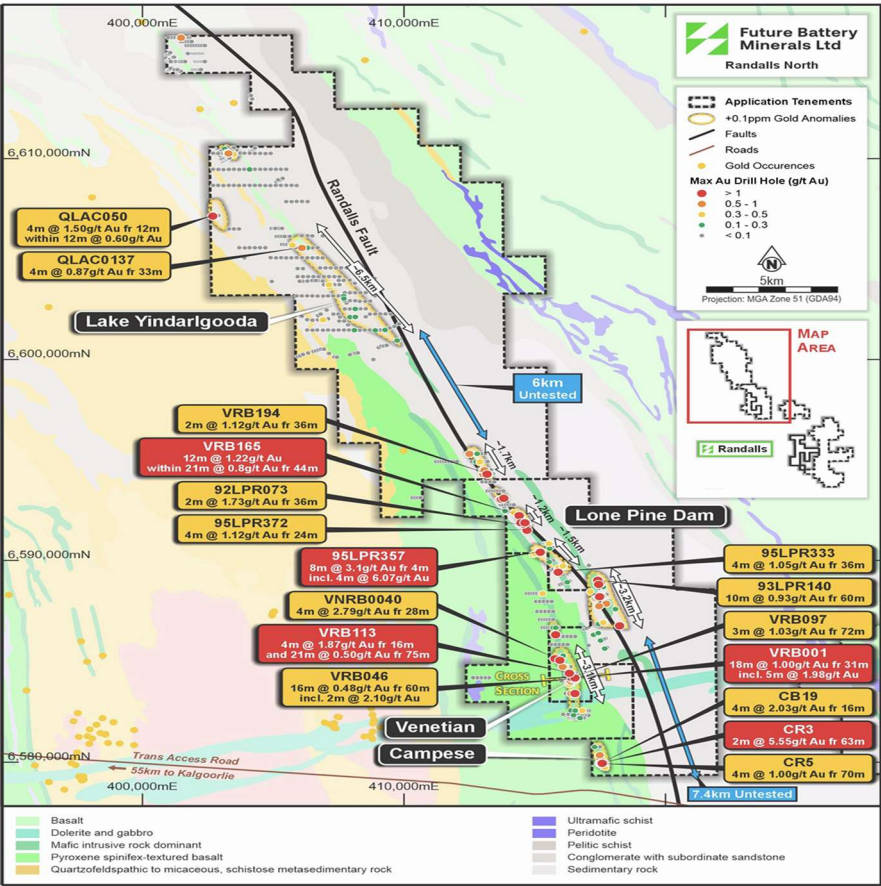 400,000mE
410,000mE
Future Battery
Minerals Ltd
Randalls North
Application Tenements
+0.1ppm Gold Anomalies
Faults
Roads
Gold Occurences
Max Au Drill Hole (g/t Au)
> 1
0.5 - 1
0.3 - 0.5
0.1 - 0.3
< 0.1
N
5km
Projection: MGA Zone 51 (GDA94)
MAP
AREA
Randalls
6,610,000mN
Randalls Fault
QLAC050
4m @ 1.50g/t Au fr 12m
within 12m @ 0.60g/t Au
QLAC0137
4m @ 0.87g/t Au fr 33m
~6.5km
Lake Yindarlgooda
6,600,000mN
6km
Untested
VRB194
2m @ 1.12g/t Au fr 36m
VRB165
12m @ 1.22g/t Au
within 21m @ 0.8g/t Au fr 44m
92LPR073
2m @ 1.73g/t Au fr 36m
95LPR372
4m @ 1.12g/t Au fr 24m
~1.7km
~1.2km
~1.5km
Lone Pine Dam
6,590,000mN
95LPR357
8m @ 3.1g/t Au fr 4m
incl. 4m @ 6.07g/t Au
VNRB0040
4m @ 2.79g/t Au fr 28m
VRB113
4m @ 1.87g/t Au fr 16m
and 21m @ 0.50g/t Au fr 75m
VRB046
16m @ 0.48g/t Au fr 60m
incl. 2m @ 2.10g/t Au
~3.2km
~3.1km
CROSS
SECTION
95LPR333
4m @ 1.05g/t Au fr 36m
93LPR140
10m @ 0.93g/t Au fr 60m
VRB097
3m @ 1.03g/t Au fr 72m
VRB001
18m @ 1.00g/t Au fr 31m
incl. 5m @ 1.98g/t Au
CB19
4m @ 2.03g/t Au fr 16m
CR3
2m @ 5.55g/t Au fr 63m
CR5
4m @ 1.00g/t Au fr 70m
Venetian
Campese
6,580,000mN
Trans Access Road
55km to Kalgoorlie
7.4km Untested
400,000mE
410,000mE
Basalt
Dolerite and gabbro
Mafic intrusive rock dominant
Pyroxene spinifex-textured basalt
Quartzofeldspathic to micaceous, schistose metasedimentary rock
Ultramafic schist
Peridotite
Pelitic schist
Conglomerate with subordinate sandstone
Sedimentary rock